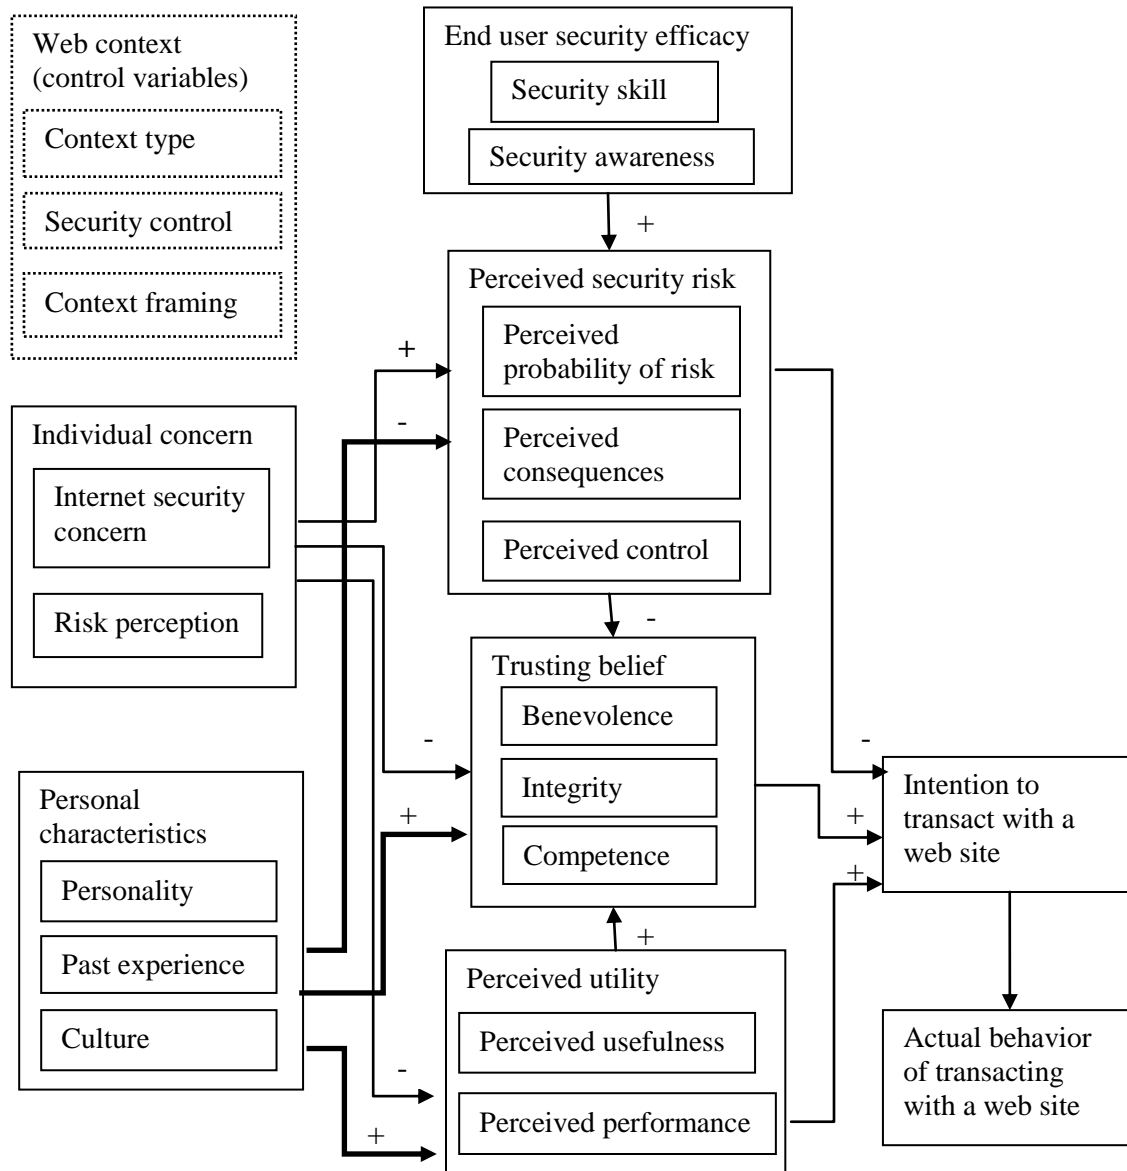 Web context
(control variables)
Context type
Security control
Context framing
End user security efficacy
Security skill
Security awareness
+
Perceived security risk
Perceived
probability of risk
Perceived
consequences
Perceived control
+
-
Individual concern
Internet security
concern
Risk perception
-
Trusting belief
Benevolence
Integrity
Competence
-
+
Personal
characteristics
Personality
Past experience
Culture
+
Perceived utility
Perceived usefulness
Perceived performance
-
+
-
+
+
Intention to
transact with a
web site
Actual behavior
of transacting
with a web site